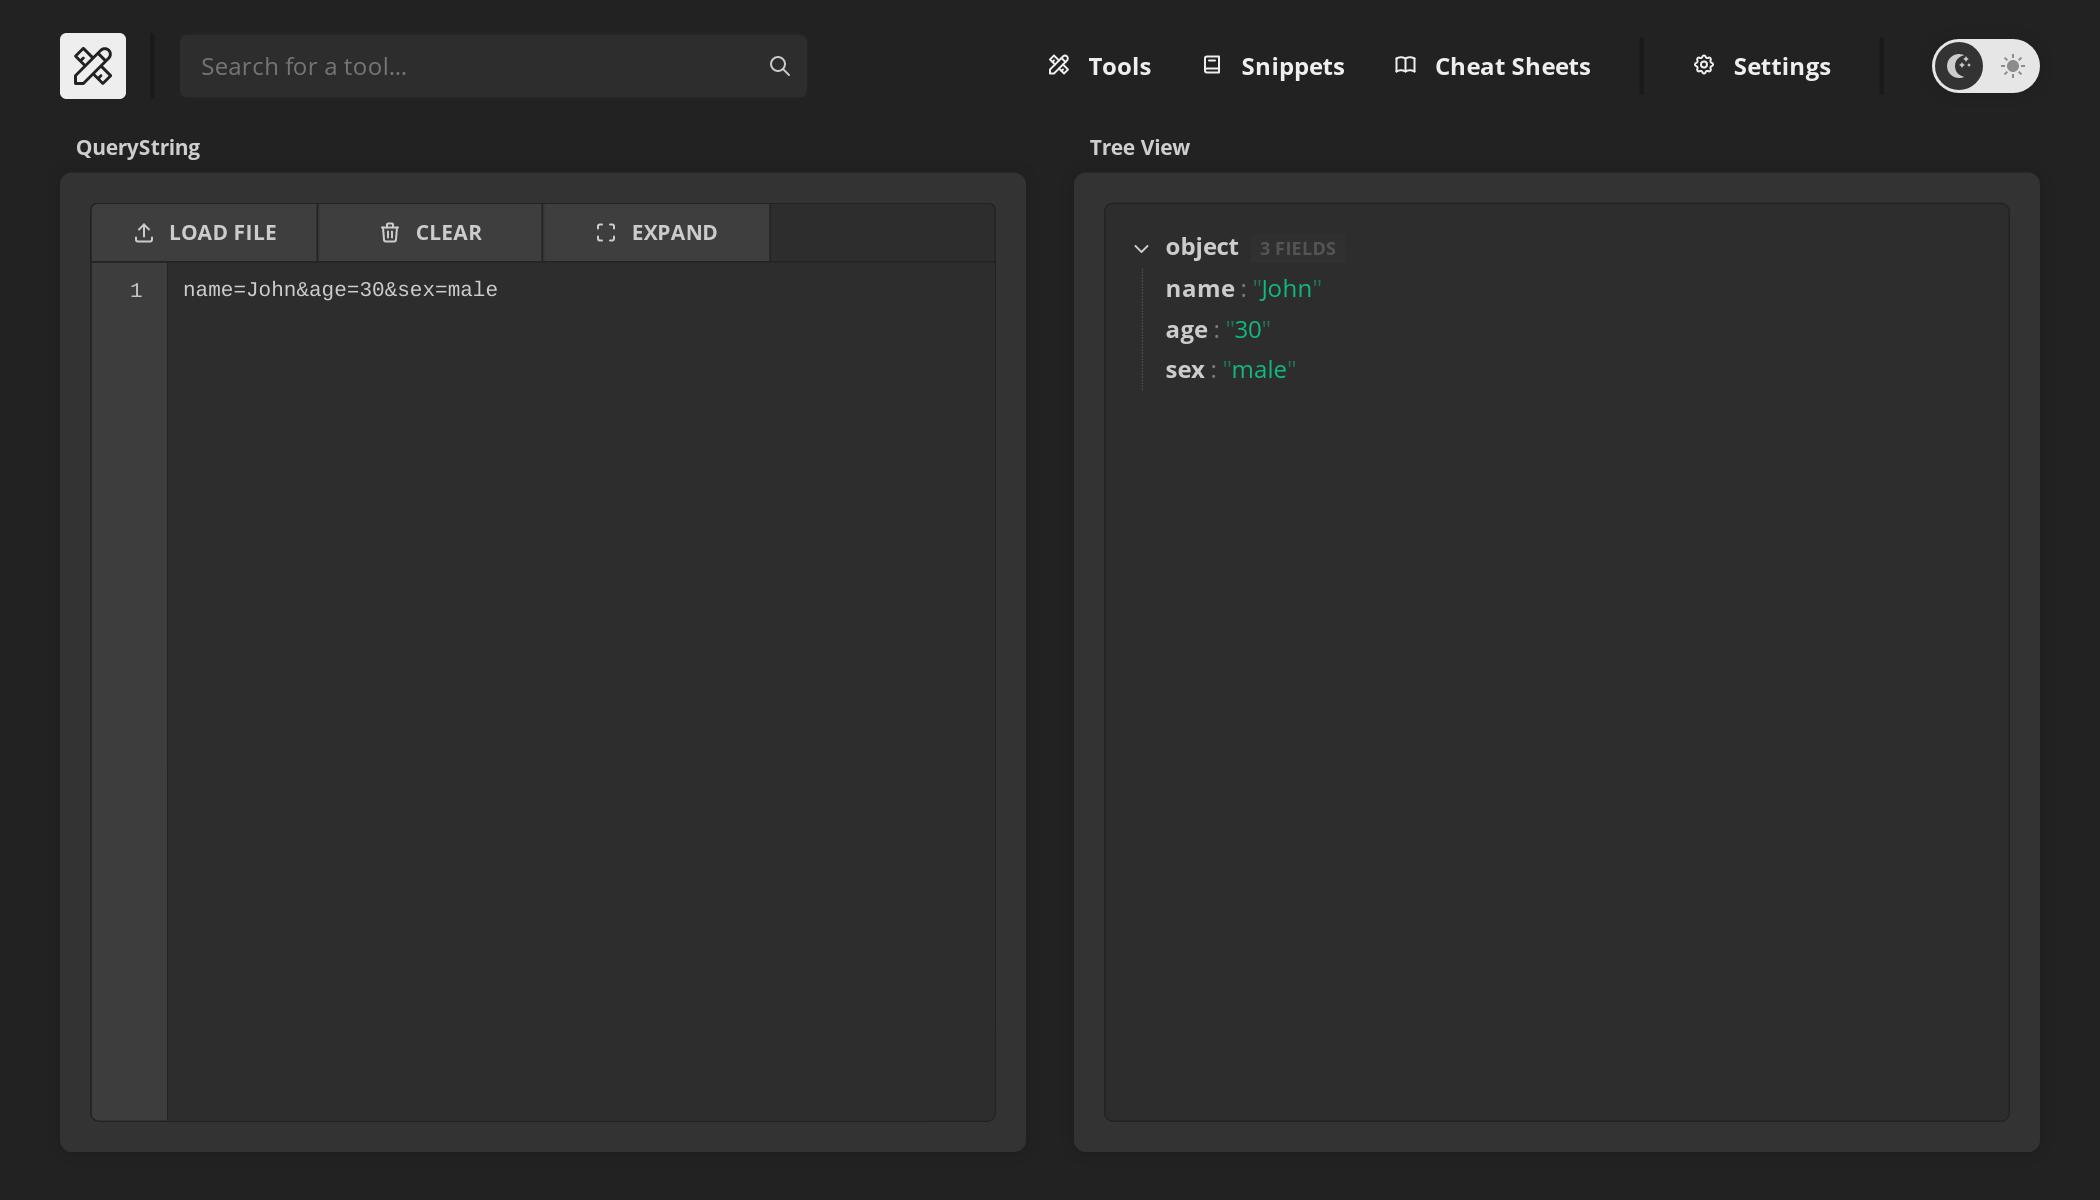 Search for a tool...
Tools
Snippets
Cheat Sheets
Settings
QueryString
Tree View
LOAD FILE
CLEAR
EXPAND
1
name=John&age=30&sex=male
object 3 FIELDS
name : "John"
age : "30"
sex : "male"